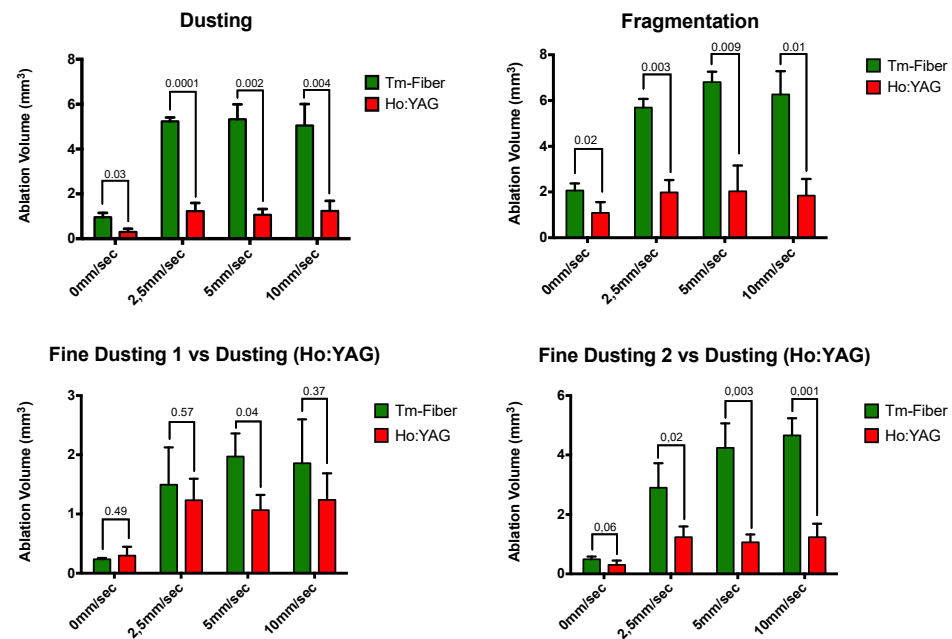 Dusting
Ablation Volume (mm³)
8
6
4
2
0
0.03
0.0001
0.002
0.004
Tm-Fiber
Ho:YAG
0mm/sec
2,5mm/sec
5mm/sec
10mm/sec
Fragmentation
Ablation Volume (mm³)
8
6
4
2
0
0.02
0.003
0.009
0.01
Tm-Fiber
Ho:YAG
0mm/sec
2,5mm/sec
5mm/sec
10mm/sec
Fine Dusting 1 vs Dusting (Ho:YAG)
Ablation Volume (mm³)
3
2
1
0
0.49
0.57
0.04
0.37
Tm-Fiber
Ho:YAG
0mm/sec
2,5mm/sec
5mm/sec
10mm/sec
Fine Dusting 2 vs Dusting (Ho:YAG)
Ablation Volume (mm³)
6
4
2
0
0,06
0,02
0,003
0,001
Tm-Fiber
Ho:YAG
0mm/sec
2,5mm/sec
5mm/sec
10mm/sec